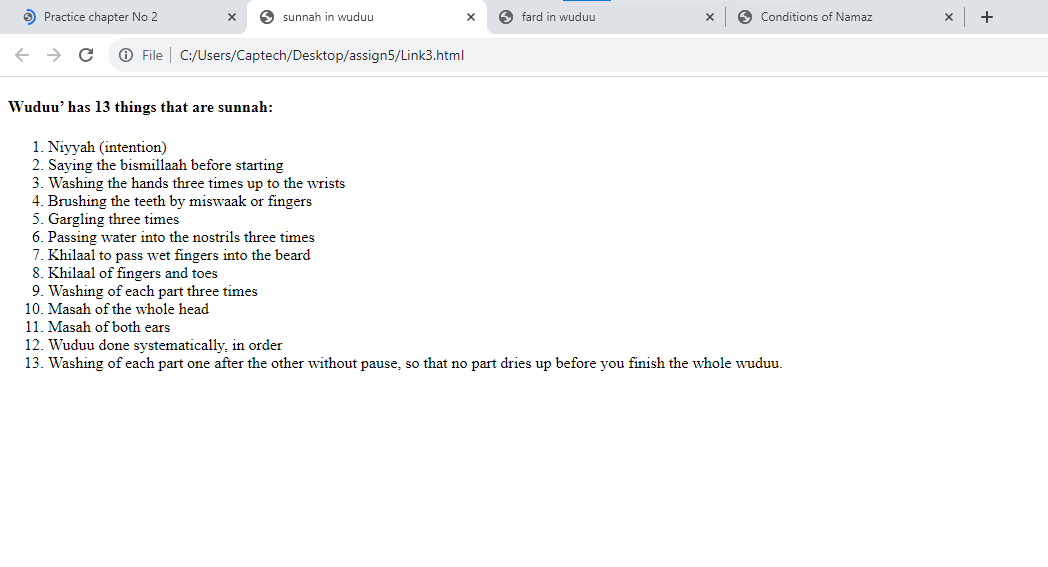 Practice chapter No 2
sunnah in wuduu
fard in wuduu
Conditions of Namaz
File
C:/Users/Captech/Desktop/assign5/Link3.html
Wuduu’ has 13 things that are sunnah:
1. Niyyah (intention)
2. Saying the bismillaah before starting
3. Washing the hands three times up to the wrists
4. Brushing the teeth by miswaak or fingers
5. Gargling three times
6. Passing water into the nostrils three times
7. Khilaal to pass wet fingers into the beard
8. Khilaal of fingers and toes
9. Washing of each part three times
10. Masah of the whole head
11. Masah of both ears
12. Wuduu done systematically, in order
13. Washing of each part one after the other without pause, so that no part dries up before you finish the whole wuduu.